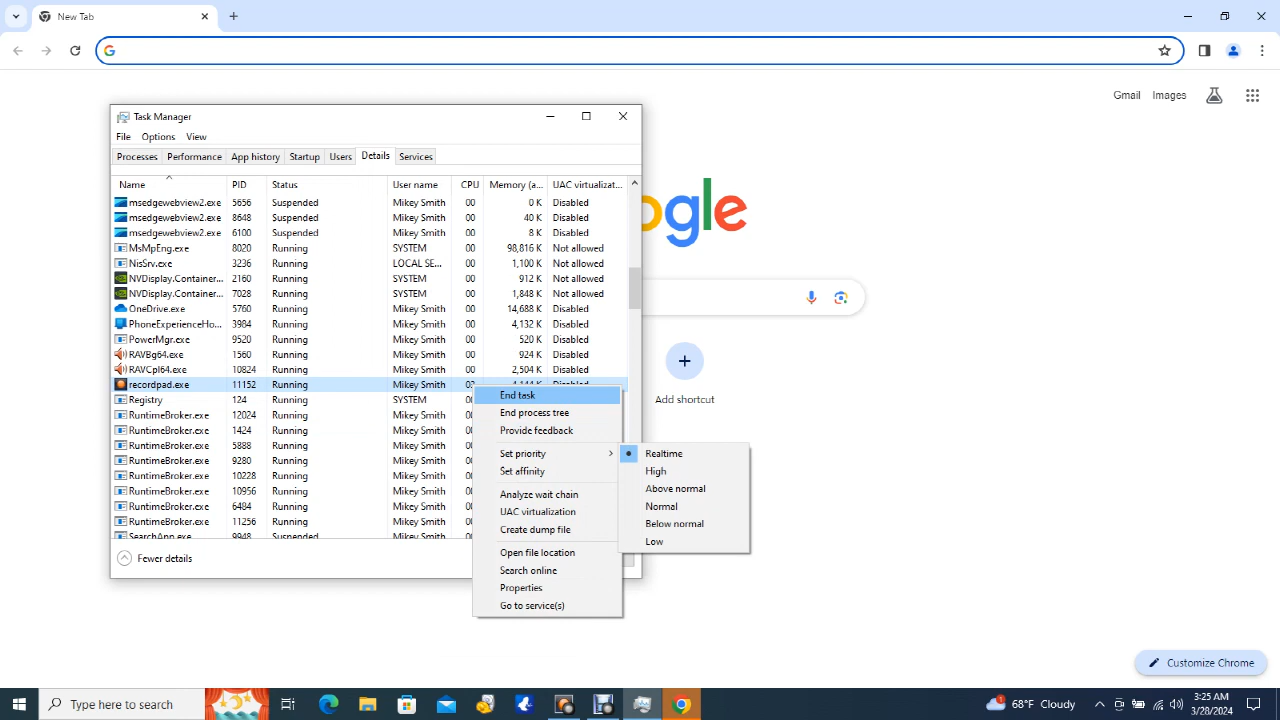 New Tab
Gmail Images
Task Manager
File Options View
Processes Performance App history Startup Users Details Services
Name PID Status User name CPU Memory (a... UAC virtualizat...
msedgewebview2.exe 5656 Suspended Mikey Smith 00 0 K Disabled
msedgewebview2.exe 8648 Suspended Mikey Smith 00 40 K Disabled
msedgewebview2.exe 6100 Suspended Mikey Smith 00 8 K Disabled
MsMpEng.exe 8020 Running SYSTEM 00 98,816 K Not allowed
NisSrv.exe 3236 Running LOCAL SE... 00 1,100 K Not allowed
NVDisplay.Container... 2160 Running SYSTEM 00 912 K Not allowed
NVDisplay.Container... 7028 Running SYSTEM 00 1,848 K Not allowed
OneDrive.exe 5760 Running Mikey Smith 00 14,688 K Disabled
PhoneExperienceHo... 3984 Running Mikey Smith 00 4,132 K Disabled
PowerMgr.exe 9520 Running Mikey Smith 00 520 K Disabled
RAVBg64.exe 1560 Running Mikey Smith 00 924 K Disabled
RAVCpl64.exe 10824 Running Mikey Smith 00 2,504 K Disabled
recordpad.exe 11152 Running Mikey Smith 4,144 K Disabled
Registry 124 Running SYSTEM
RuntimeBroker.exe 12024 Running Mikey Smith
RuntimeBroker.exe 1424 Running Mikey Smith
RuntimeBroker.exe 5888 Running Mikey Smith
RuntimeBroker.exe 9280 Running Mikey Smith
RuntimeBroker.exe 10228 Running Mikey Smith
RuntimeBroker.exe 10956 Running Mikey Smith
RuntimeBroker.exe 6484 Running Mikey Smith
RuntimeBroker.exe 11256 Running Mikey Smith
SearchApp.exe 9948 Suspended Mikey Smith
Fewer details
End task
End process tree
Provide feedback
Set priority
Set affinity
Analyze wait chain
UAC virtualization
Create dump file
Open file location
Search online
Properties
Go to service(s)
Realtime
High
Above normal
Normal
Below normal
Low
ogle
Add shortcut
Customize Chrome
Type here to search
68°F Cloudy
3:25 AM
3/28/2024